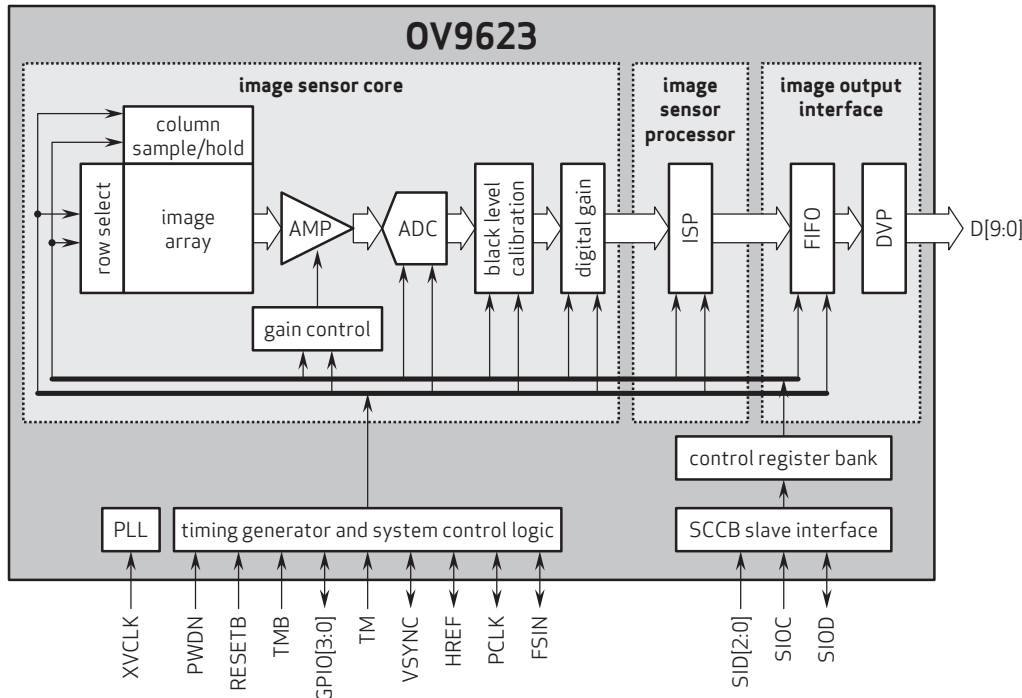 OV9623
image sensor core
image
sensor
processor
image output
interface
column
sample/hold
row select
image
array
AMP
ADC
black level
calibration
digital gain
ISP
FIFO
DVP
D[9:0]
gain control
control register bank
PLL
timing generator and system control logic
SCCB slave interface
XVCLK
PWDN
RESETB
TMB
GPIO[3:0]
TM
VSYNC
HREF
PCLK
FSIN
SID[2:0]
SIOC
SIOD